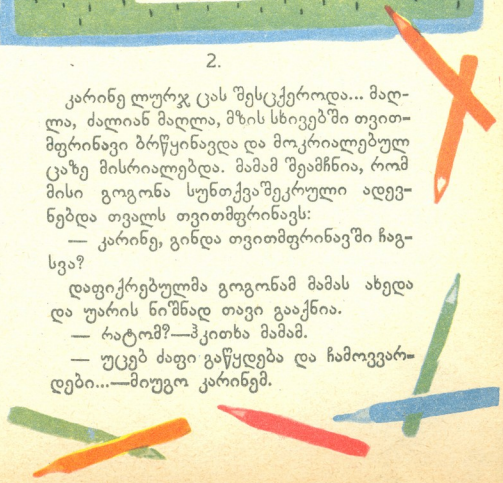 2.
კარინე ლურჯ ცას შესცქეროდა... მაღ-
ლა, ძალიან მაღლა, მზის სხივებში თვით-
მფრინავი ბრწყინავდა და მოკრიალებულ
ცაზე მისრიალებდა. მამამ შეამჩნია, რომ
მისი გოგონა სუნთქვაშეკრული ადევ-
ნებდა თვალს თვითმფრინავს:
— კარინე, გინდა თვითმფრინავში ჩაგ-
სვა?
დაფიქრებულმა გოგონამ მამას ახედა
და უარის ნიშნად თავი გააქნია.
— რატომ?—ჰკითხა მამამ.
— უცებ ძაფი გაწყდება და ჩამოვვარ-
დები...—მიუგო კარინემ.